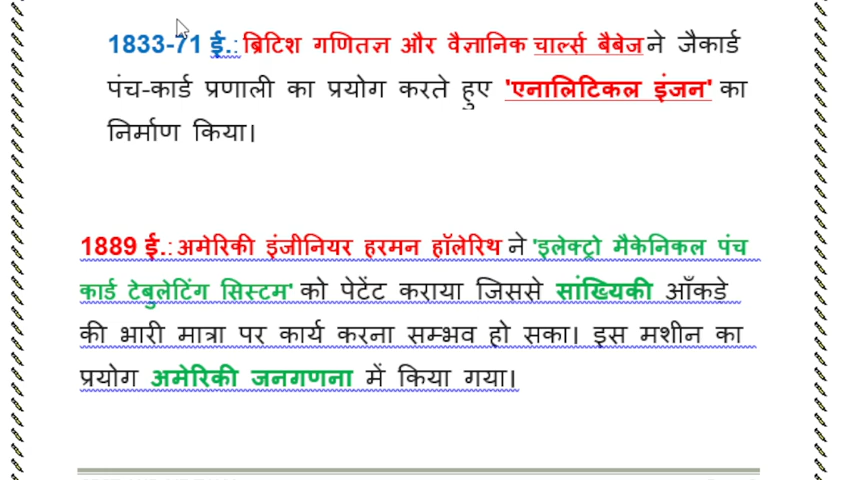 1833-71 ई.: ब्रिटिश गणितज्ञ और वैज्ञानिक चार्ल्स बैबेज ने जैकार्ड
पंच-कार्ड प्रणाली का प्रयोग करते हुए 'एनालिटिकल इंजन' का
निर्माण किया।
1889 ई.: अमेरिकी इंजीनियर हरमन हॉलेरिथ ने 'इलेक्ट्रो मैकेनिकल पंच
कार्ड टेबुलेटिंग सिस्टम' को पेटेंट कराया जिससे सांख्यिकी आँकडे
की भारी मात्रा पर कार्य करना सम्भव हो सका। इस मशीन का
प्रयोग अमेरिकी जनगणना में किया गया।